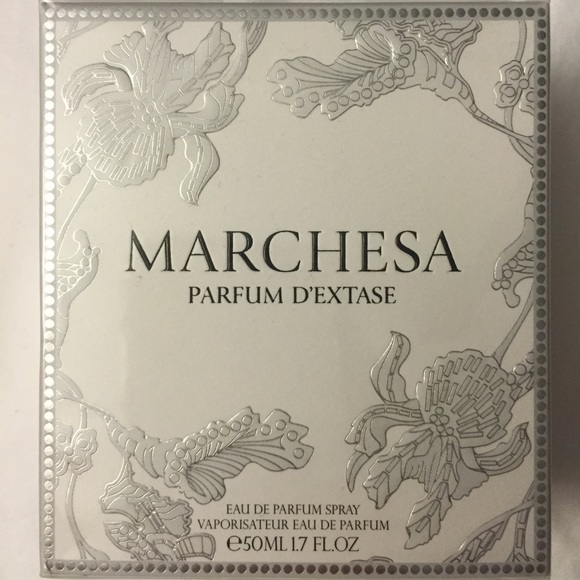 MARCHESA
PARFUM D'EXTASE
EAU DE PARFUM SPRAY
VAPORISATEUR EAU DE PARFUM
℮50ML 1.7 FL.OZ